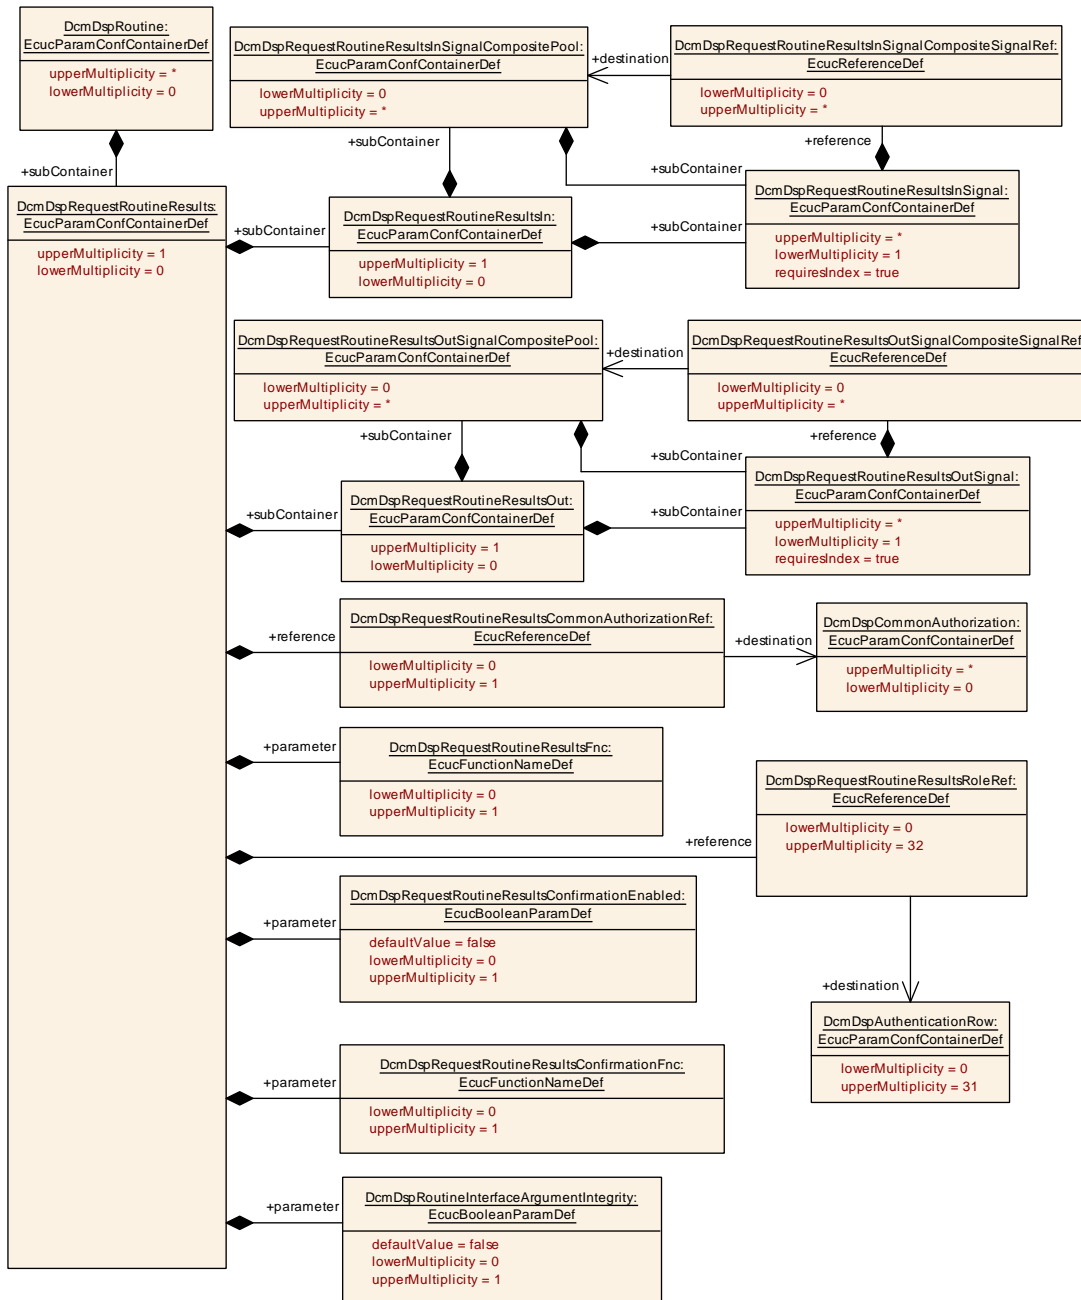 DcmDspRoutine:
EcucParamConfContainerDef
upperMultiplicity = *
lowerMultiplicity = 0
+subContainer
DcmDspRequestRoutineResults:
EcucParamConfContainerDef
upperMultiplicity = 1
lowerMultiplicity = 0
DcmDspRequestRoutineResultsInSignalCompositePool:
EcucParamConfContainerDef
lowerMultiplicity = 0
upperMultiplicity = *
+destination
DcmDspRequestRoutineResultsInSignalCompositeSignalRef:
EcucReferenceDef
lowerMultiplicity = 0
upperMultiplicity = *
+subContainer
+reference
+subContainer
+subContainer
DcmDspRequestRoutineResultsIn:
EcucParamConfContainerDef
upperMultiplicity = 1
lowerMultiplicity = 0
+subContainer
DcmDspRequestRoutineResultsInSignal:
EcucParamConfContainerDef
upperMultiplicity = *
lowerMultiplicity = 1
requiresIndex = true
DcmDspRequestRoutineResultsOutSignalCompositePool:
EcucParamConfContainerDef
lowerMultiplicity = 0
upperMultiplicity = *
+destination
DcmDspRequestRoutineResultsOutSignalCompositeSignalRef
EcucReferenceDef
lowerMultiplicity = 0
upperMultiplicity = *
+subContainer
+reference
+subContainer
+subContainer
DcmDspRequestRoutineResultsOut:
EcucParamConfContainerDef
upperMultiplicity = 1
lowerMultiplicity = 0
+subContainer
DcmDspRequestRoutineResultsOutSignal:
EcucParamConfContainerDef
upperMultiplicity = *
lowerMultiplicity = 1
requiresIndex = true
+reference
DcmDspRequestRoutineResultsCommonAuthorizationRef:
EcucReferenceDef
lowerMultiplicity = 0
upperMultiplicity = 1
+destination
DcmDspCommonAuthorization:
EcucParamConfContainerDef
upperMultiplicity = *
lowerMultiplicity = 0
+parameter
DcmDspRequestRoutineResultsFnc:
EcucFunctionNameDef
lowerMultiplicity = 0
upperMultiplicity = 1
+reference
DcmDspRequestRoutineResultsRoleRef:
EcucReferenceDef
lowerMultiplicity = 0
upperMultiplicity = 32
+parameter
DcmDspRequestRoutineResultsConfirmationEnabled:
EcucBooleanParamDef
defaultValue = false
lowerMultiplicity = 0
upperMultiplicity = 1
+destination
DcmDspAuthenticationRow:
EcucParamConfContainerDef
lowerMultiplicity = 0
upperMultiplicity = 31
+parameter
DcmDspRequestRoutineResultsConfirmationFnc:
EcucFunctionNameDef
lowerMultiplicity = 0
upperMultiplicity = 1
+parameter
DcmDspRoutineInterfaceArgumentIntegrity:
EcucBooleanParamDef
defaultValue = false
lowerMultiplicity = 0
upperMultiplicity = 1